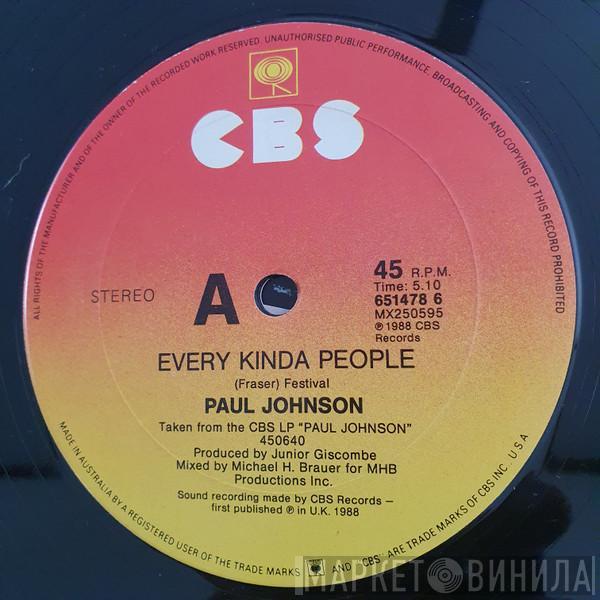 ALL RIGHTS OF THE MANUFACTURER AND OF THE OWNER OF THE RECORDED WORK RESERVED. UNAUTHORISED PUBLIC PERFORMANCE, BROADCASTING AND COPYING OF THIS RECORD PROHIBITED
CBS
STEREO
A
45 R.P.M.
Time: 5.10
651478 6
MX250595
℗ 1988 CBS
Records
EVERY KINDA PEOPLE
(Fraser) Festival
PAUL JOHNSON
Taken from the CBS LP "PAUL JOHNSON"
450640
Produced by Junior Giscombe
Mixed by Michael H. Brauer for MHB
Productions Inc.
Sound recording made by CBS Records –
first published ℗ in U.K. 1988
MADE IN AUSTRALIA BY A REGISTERED USER OF THE TRADE MARKS AND "CBS" ARE TRADE MARKS OF CBS INC. USA
МАРКЕТ ВИНИЛА